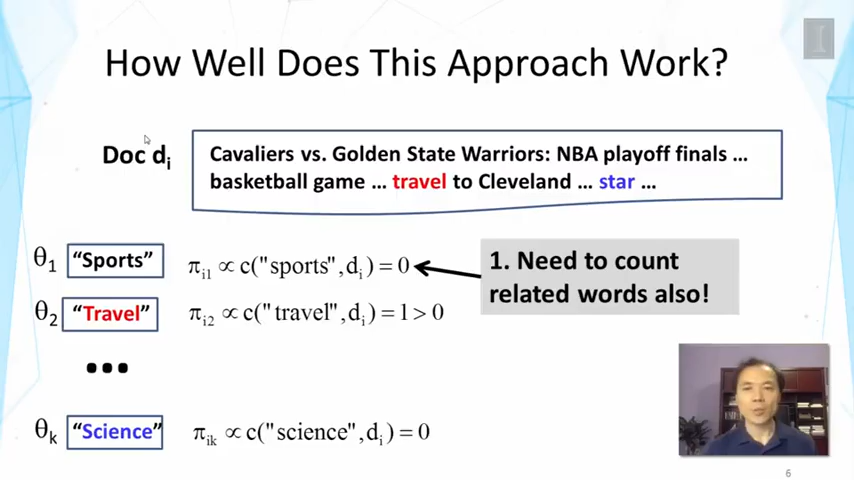 How Well Does This Approach Work?
Doc dᵢ
Cavaliers vs. Golden State Warriors: NBA playoff finals …
basketball game … travel to Cleveland … star …
θ₁ “Sports” πᵢ₁ ∝ c("sports", dᵢ) = 0
1. Need to count
related words also!
θ₂ “Travel” πᵢ₂ ∝ c("travel", dᵢ) = 1 > 0
…
θₖ “Science” πᵢₖ ∝ c("science", dᵢ) = 0
6